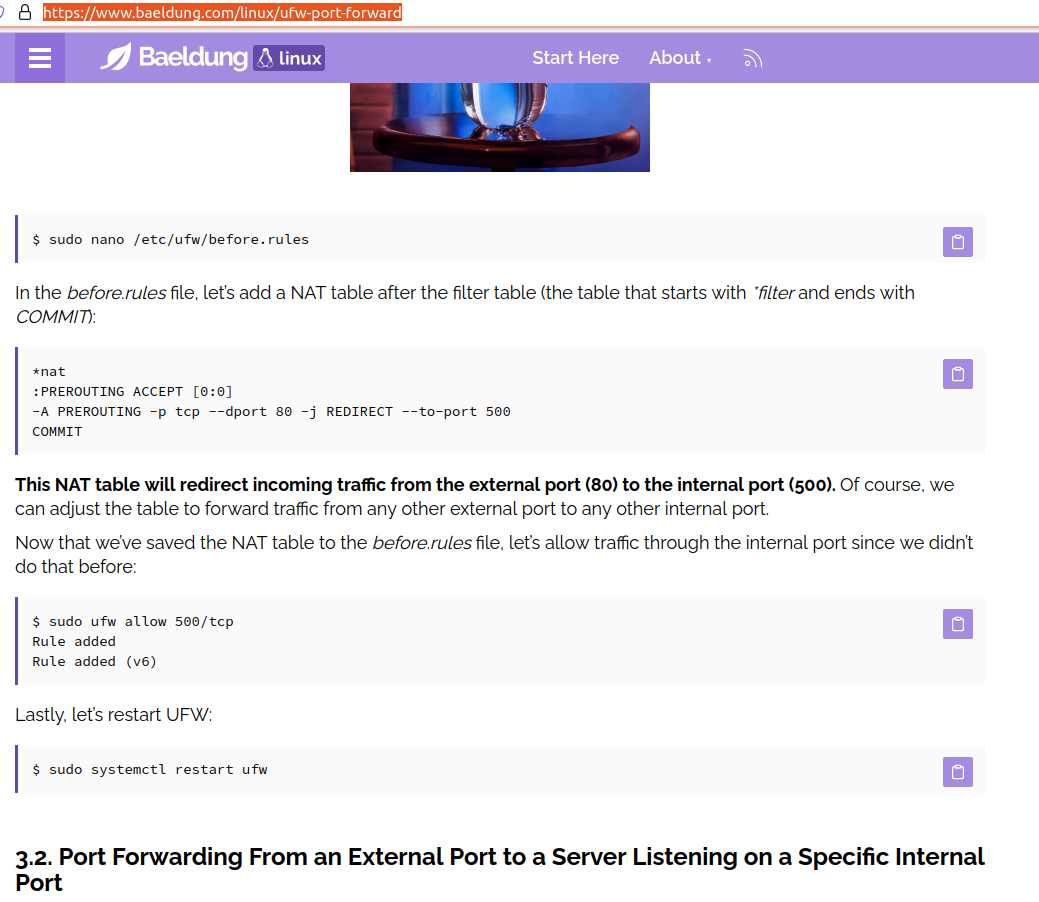 https://www.baeldung.com/linux/ufw-port-forward
Baeldung linux Start Here About
$ sudo nano /etc/ufw/before.rules
In the before.rules file, let's add a NAT table after the filter table (the table that starts with *filter and ends with
COMMIT):
*nat
:PREROUTING ACCEPT [0:0]
-A PREROUTING -p tcp --dport 80 -j REDIRECT --to-port 500
COMMIT
This NAT table will redirect incoming traffic from the external port (80) to the internal port (500). Of course, we
can adjust the table to forward traffic from any other external port to any other internal port.
Now that we've saved the NAT table to the before.rules file, let's allow traffic through the internal port since we didn't
do that before:
$ sudo ufw allow 500/tcp
Rule added
Rule added (v6)
Lastly, let's restart UFW:
$ sudo systemctl restart ufw
3.2. Port Forwarding From an External Port to a Server Listening on a Specific Internal
Port